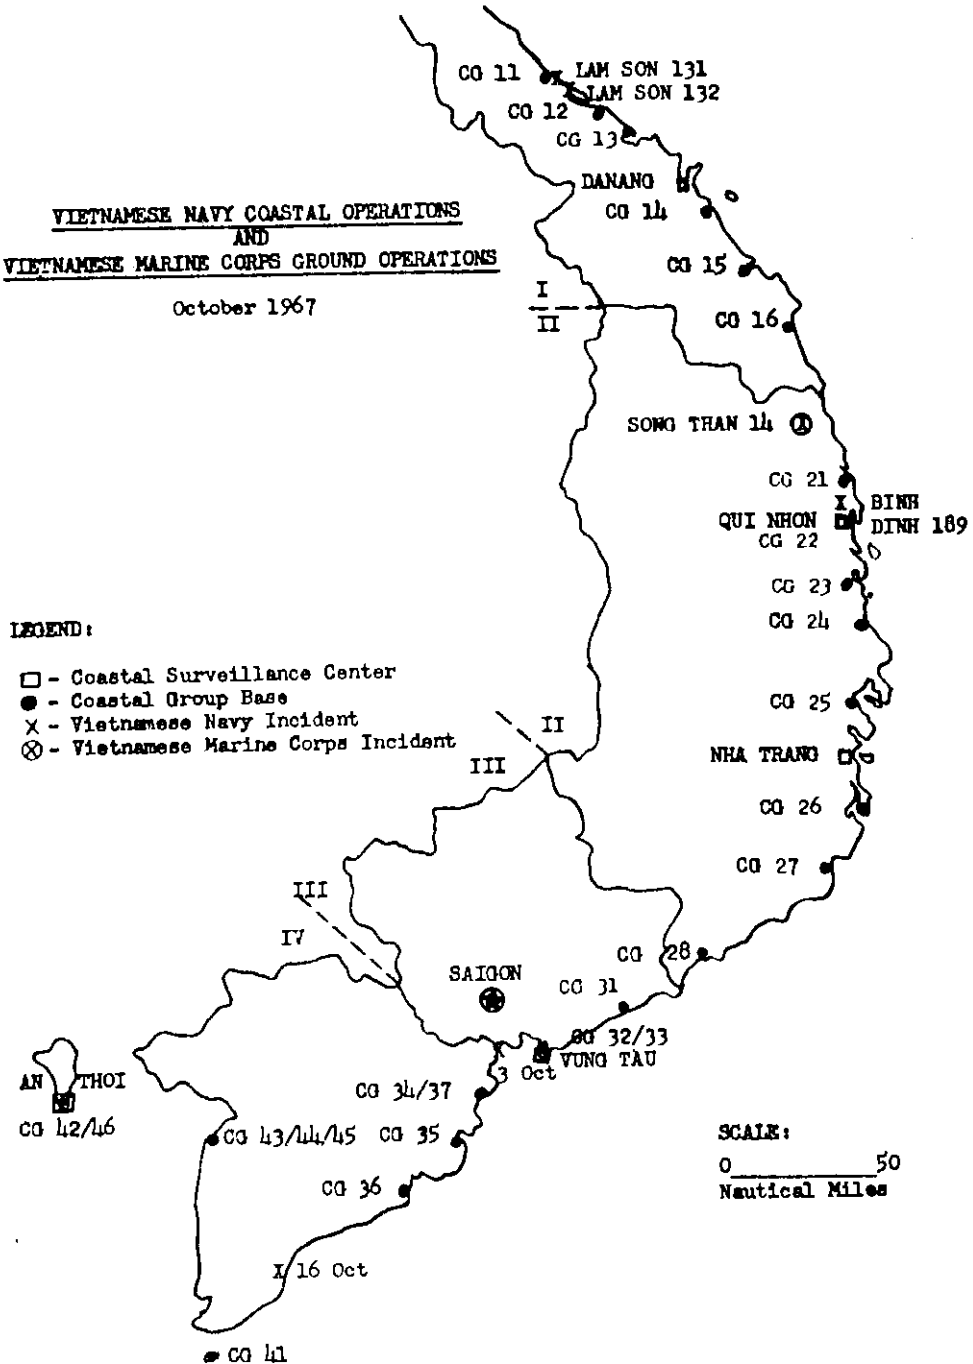 CG 11
LAM SON 131
LAM SON 132
CG 12
CG 13
DANANG
CG 14
VIETNAMESE NAVY COASTAL OPERATIONS
AND
VIETNAMESE MARINE CORPS GROUND OPERATIONS
October 1967
CG 15
I
II
CG 16
SONG THAN 14
CG 21
X BINH
QUI NHON DINH 189
CG 22
CG 23
CG 24
LEGEND:
□ - Coastal Surveillance Center
● - Coastal Group Base
X - Vietnamese Navy Incident
⊗ - Vietnamese Marine Corps Incident
CG 25
II
III
NHA TRANG
CG 26
CG 27
III
IV
CG 28
SAIGON
CG 31
CG 32/33
VUNG TAU
3 Oct
AN THOI
CG 42/46
CG 34/37
CG 43/44/45
CG 35
CG 36
SCALE:
0 50
Nautical Miles
X 16 Oct
CG 41